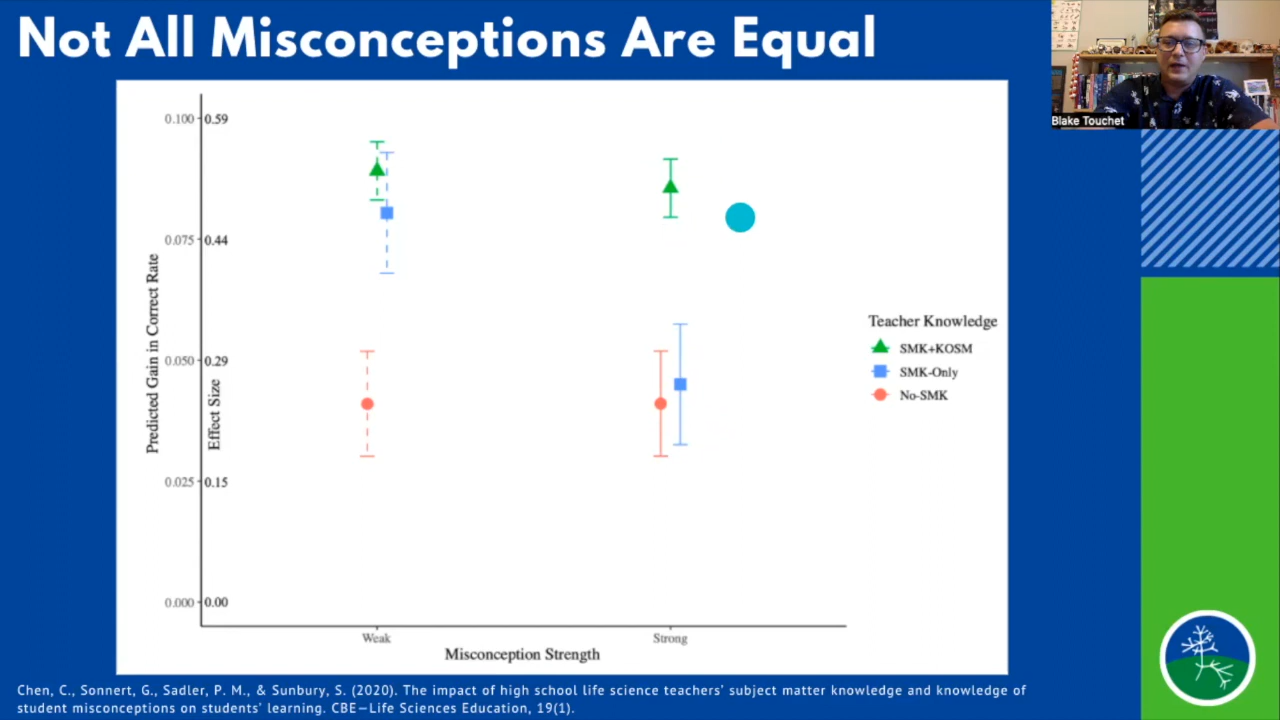 Not All Misconceptions Are Equal
Blake Touchet
0.100
0.59
0.075
0.44
0.050
0.29
0.025
0.15
0.000
0.00
Predicted Gain in Correct Rate
Effect Size
Weak
Strong
Misconception Strength
Teacher Knowledge
SMK+KOSM
SMK-Only
No-SMK
Chen, C., Sonnert, G., Sadler, P. M., & Sunbury, S. (2020). The impact of high school life science teachers' subject matter knowledge and knowledge of
student misconceptions on students' learning. CBE—Life Sciences Education, 19(1).